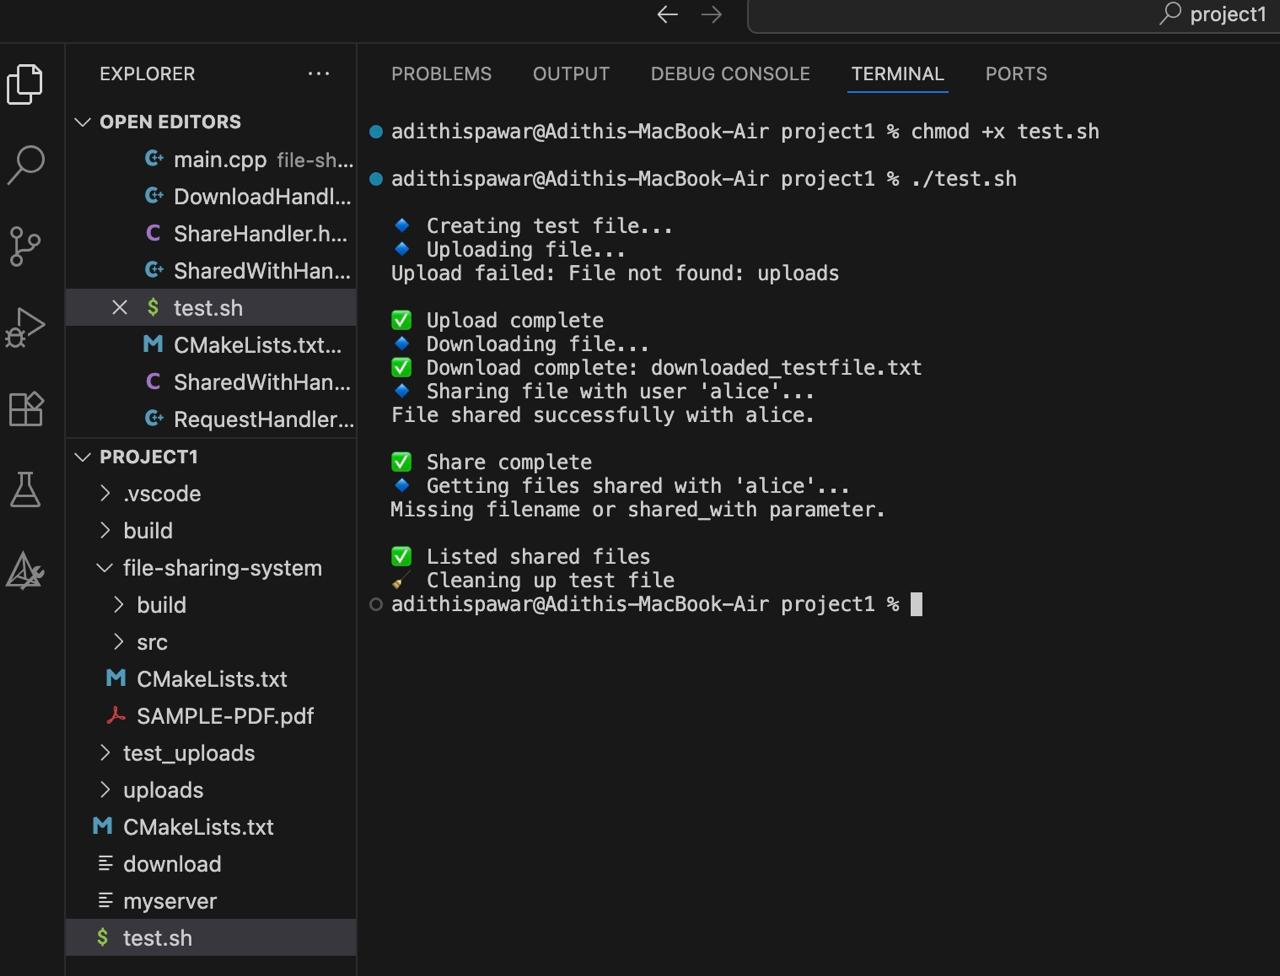 project1
EXPLORER
OPEN EDITORS
main.cpp file-sh...
DownloadHandl...
ShareHandler.h...
SharedWithHan...
test.sh
CMakeLists.txt...
SharedWithHan...
RequestHandler...
PROJECT1
.vscode
build
file-sharing-system
build
src
CMakeLists.txt
SAMPLE-PDF.pdf
test_uploads
uploads
CMakeLists.txt
download
myserver
test.sh
PROBLEMS OUTPUT DEBUG CONSOLE TERMINAL PORTS
adithispawar@Adithis-MacBook-Air project1 % chmod +x test.sh
adithispawar@Adithis-MacBook-Air project1 % ./test.sh
🔹 Creating test file...
🔹 Uploading file...
Upload failed: File not found: uploads
✅ Upload complete
🔹 Downloading file...
✅ Download complete: downloaded_testfile.txt
🔹 Sharing file with user 'alice'...
File shared successfully with alice.
✅ Share complete
🔹 Getting files shared with 'alice'...
Missing filename or shared_with parameter.
✅ Listed shared files
🧹 Cleaning up test file
adithispawar@Adithis-MacBook-Air project1 %